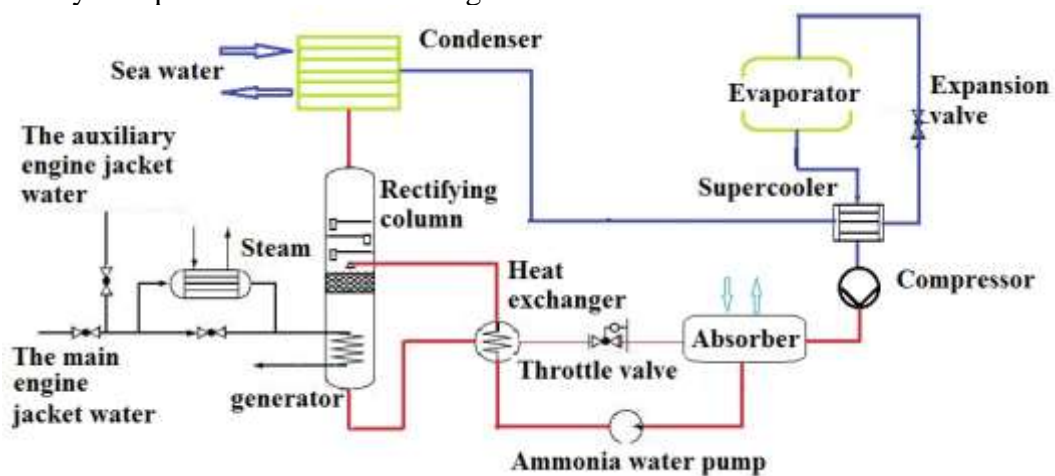 Condenser
Sea water
Evaporator
Expansion
valve
The auxiliary
engine jacket
water
Rectifying
column
Supercooler
Steam
Heat
exchanger
Compressor
Absorber
The main
engine
jacket water
generator
Throttle valve
Ammonia water pump